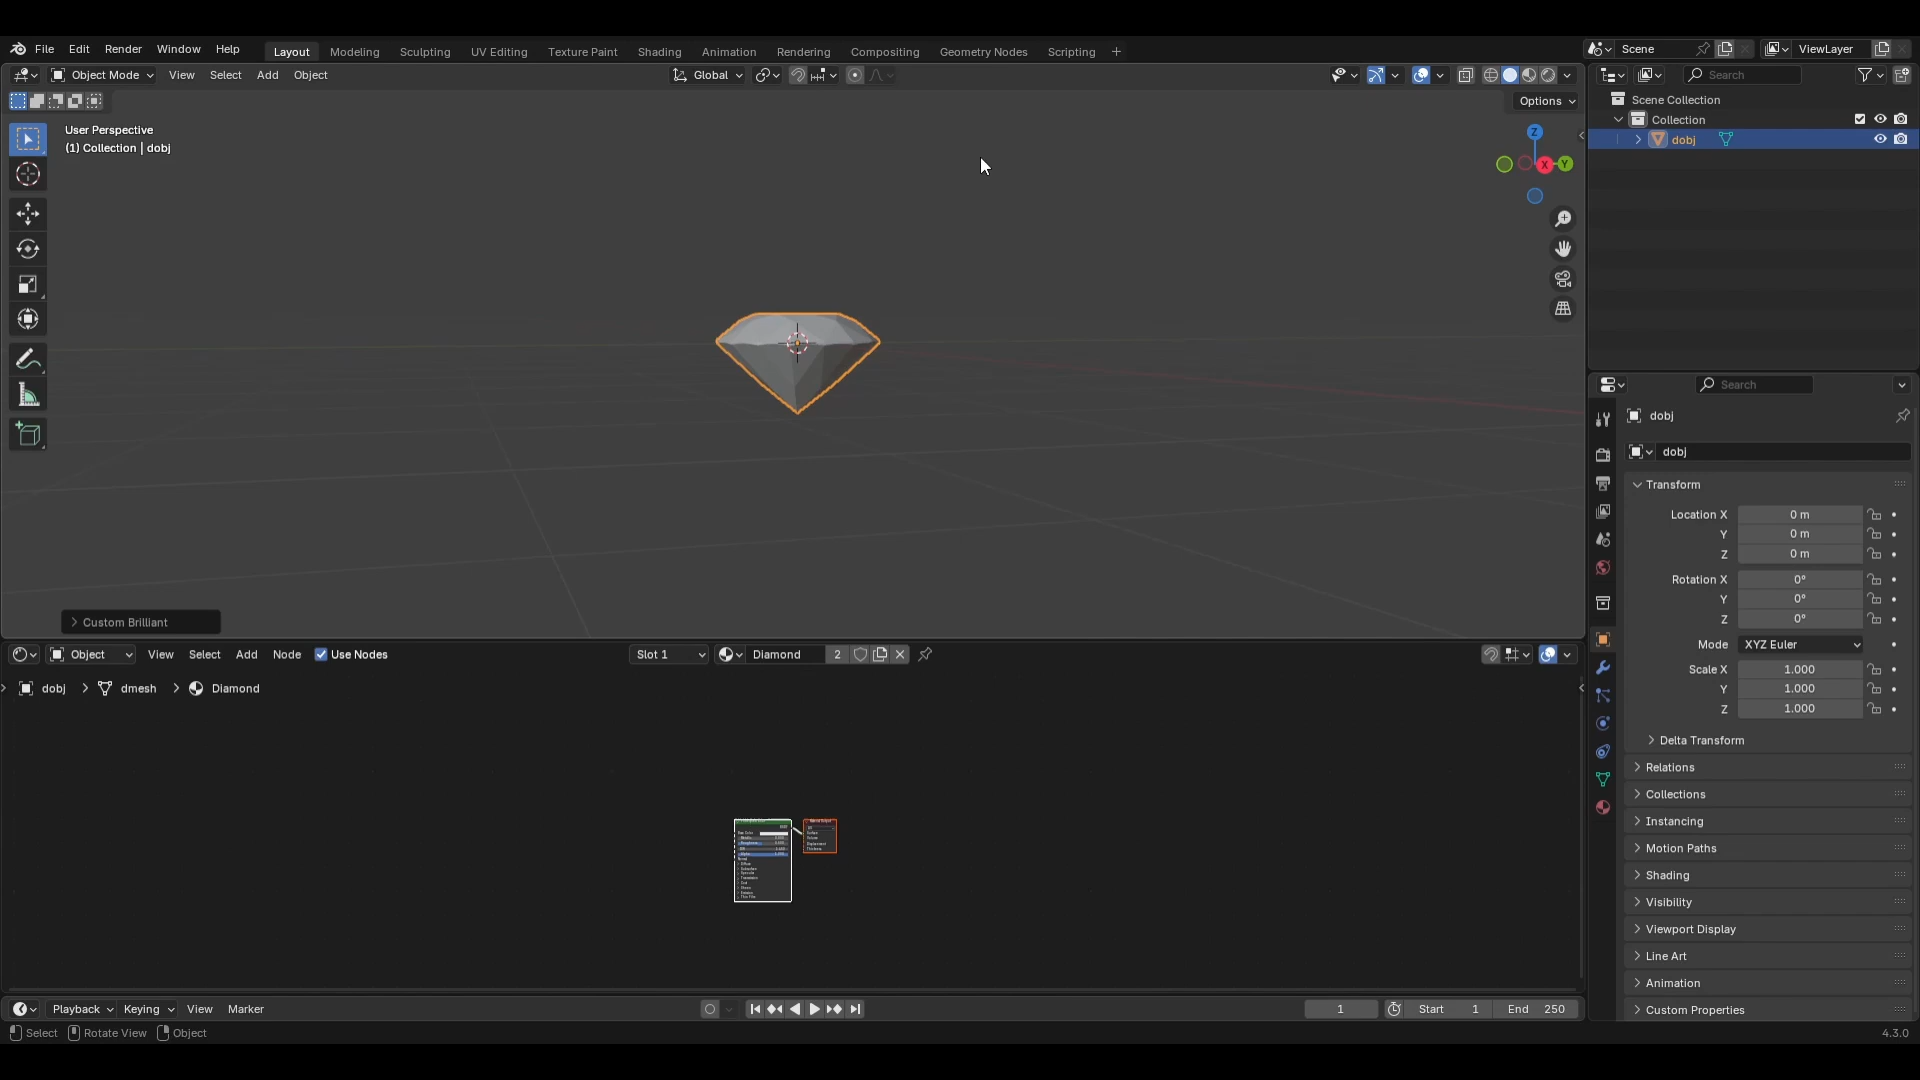 File Edit Render Window Help Layout Modeling Sculpting UV Editing Texture Paint Shading Animation Rendering Compositing Geometry Nodes Scripting + Scene ViewLayer
Object Mode View Select Add Object Global Search
Options
Scene Collection
Collection
dobj
User Perspective
(1) Collection | dobj
Z
X
Y
Custom Brilliant
Search
dobj
dobj
Transform
Location X 0 m
Y 0 m
Z 0 m
Rotation X 0°
Y 0°
Z 0°
Mode XYZ Euler
Scale X 1.000
Y 1.000
Z 1.000
Delta Transform
Relations
Collections
Instancing
Motion Paths
Shading
Visibility
Viewport Display
Line Art
Animation
Custom Properties
Object View Select Add Node Use Nodes Slot 1 Diamond 2
dobj > dmesh > Diamond
Playback Keying View Marker 1 Start 1 End 250
Select Rotate View Object 4.3.0